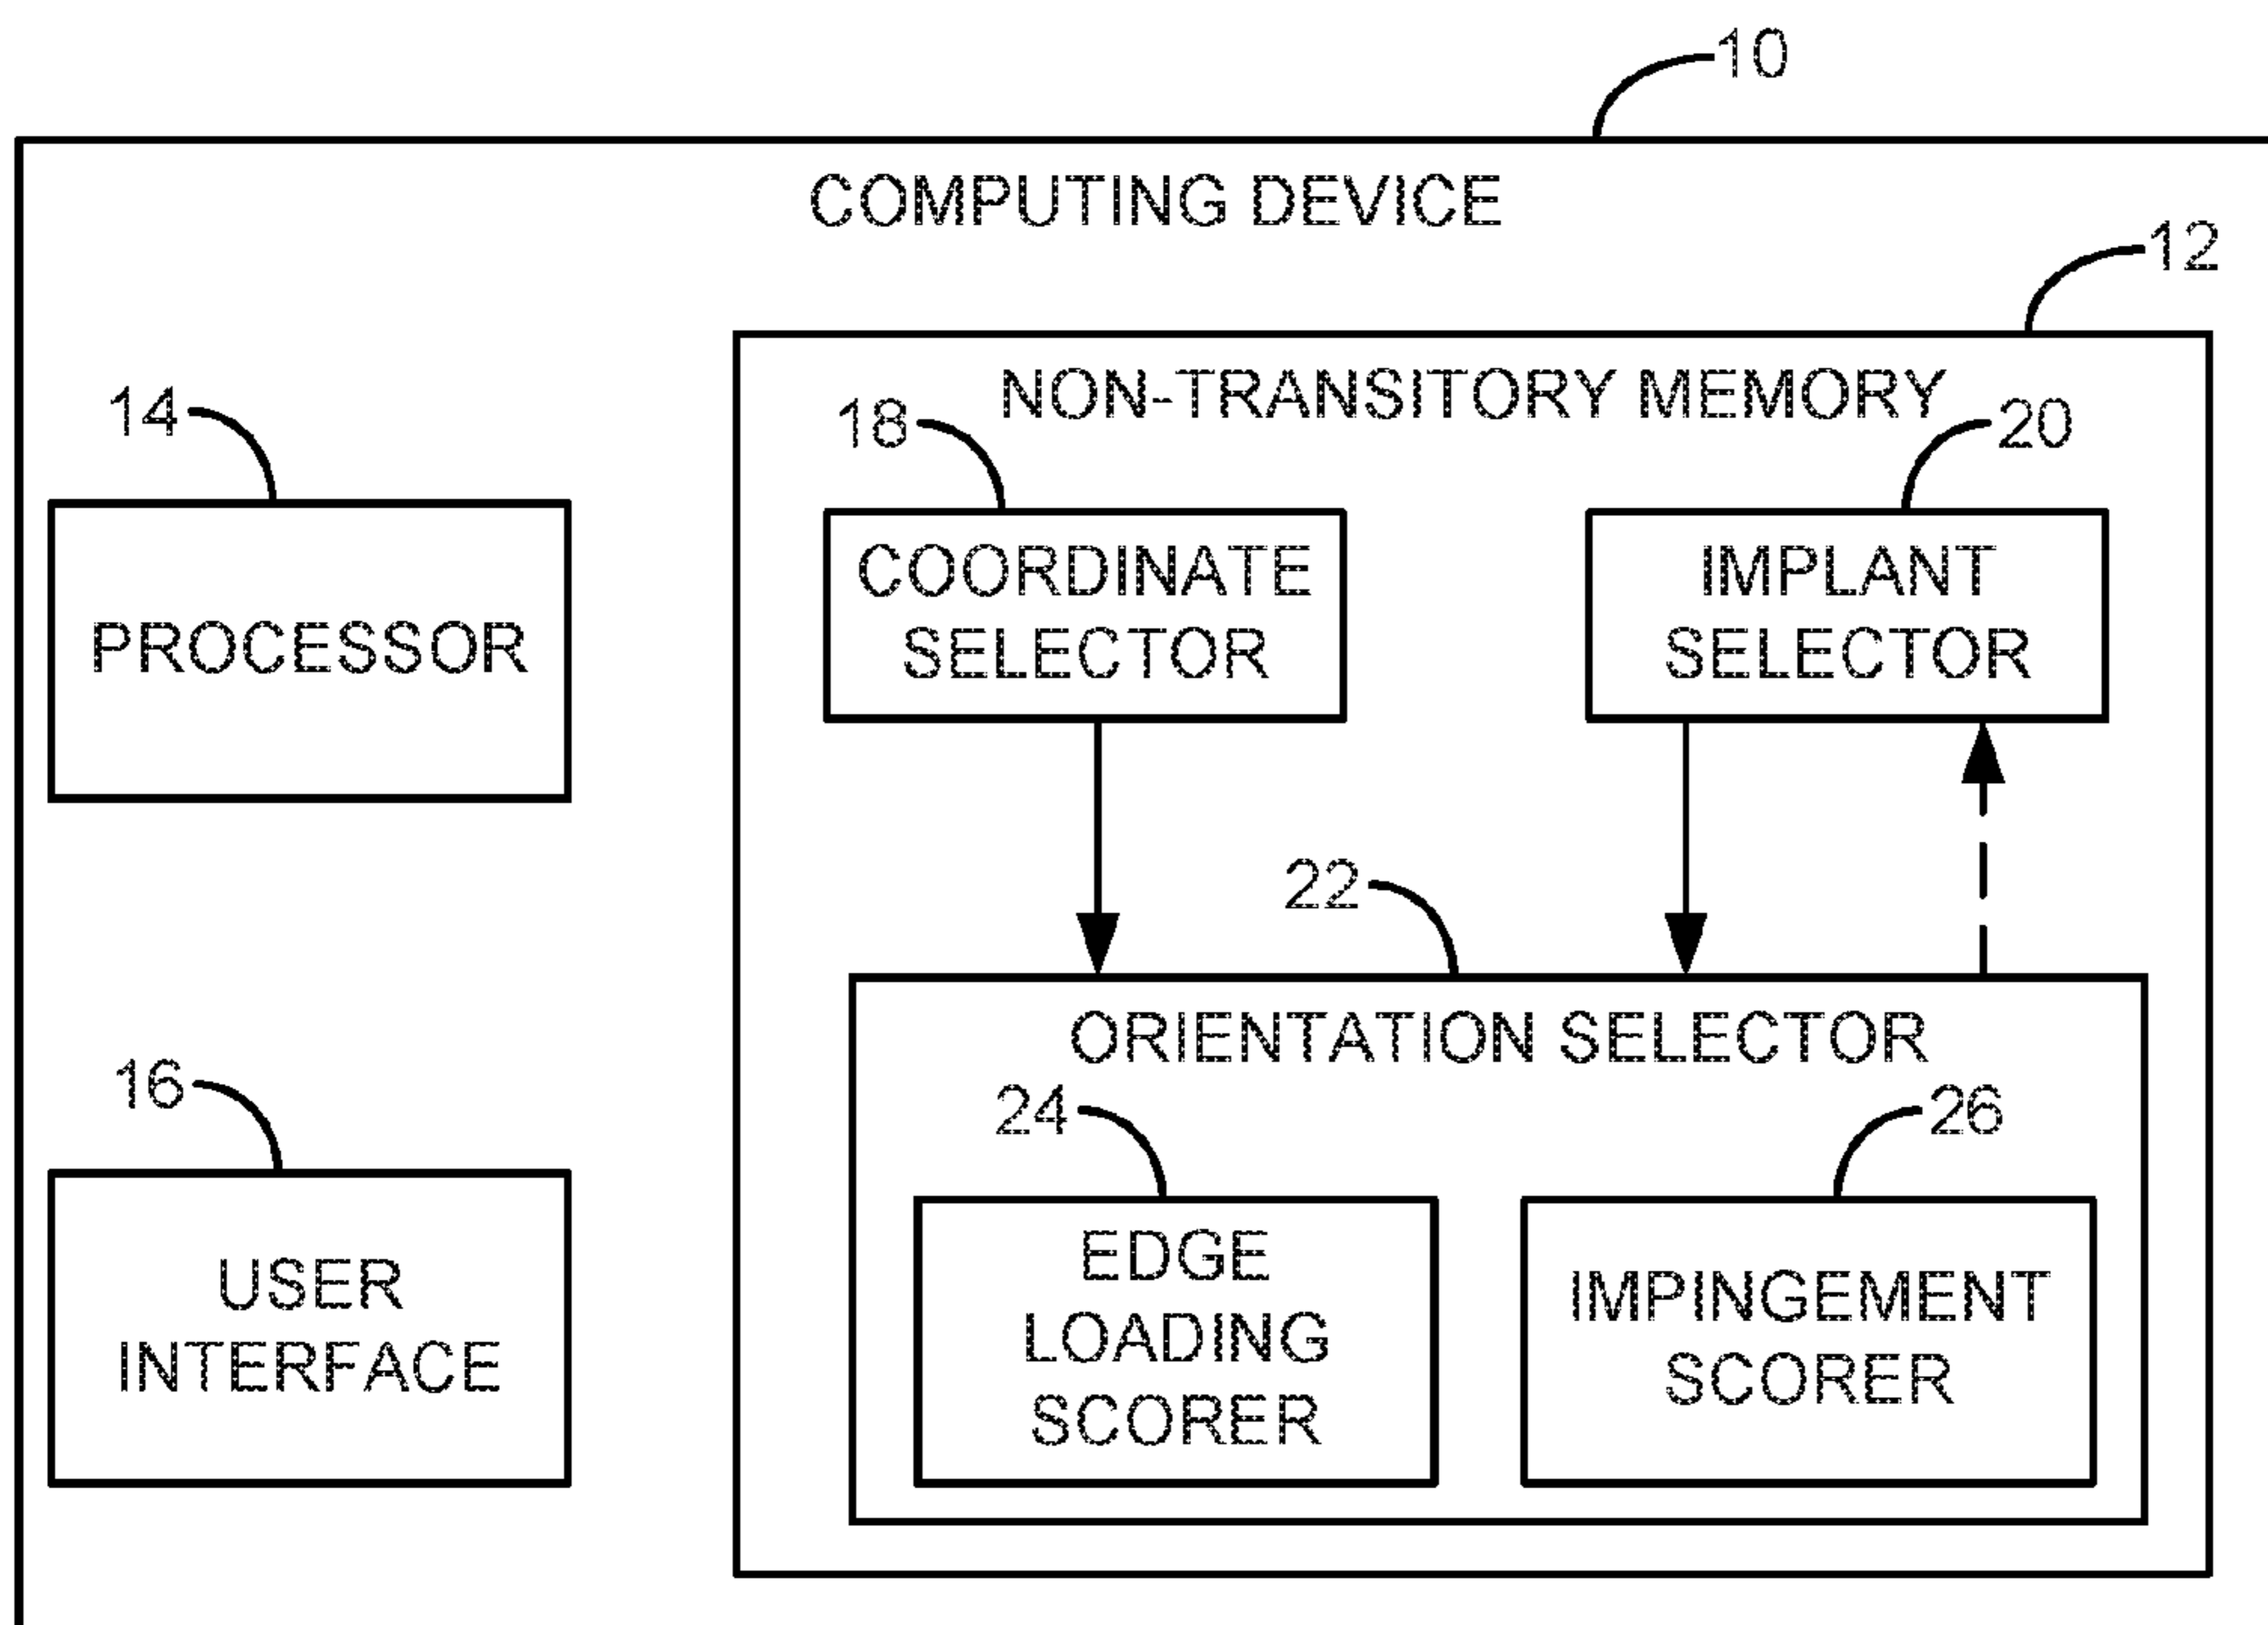 10
COMPUTING DEVICE
12
NON-TRANSITORY MEMORY
14
18
20
PROCESSOR
COORDINATE
SELECTOR
IMPLANT
SELECTOR
22
ORIENTATION SELECTOR
16
24
26
USER
INTERFACE
EDGE
LOADING
SCORER
IMPINGEMENT
SCORER